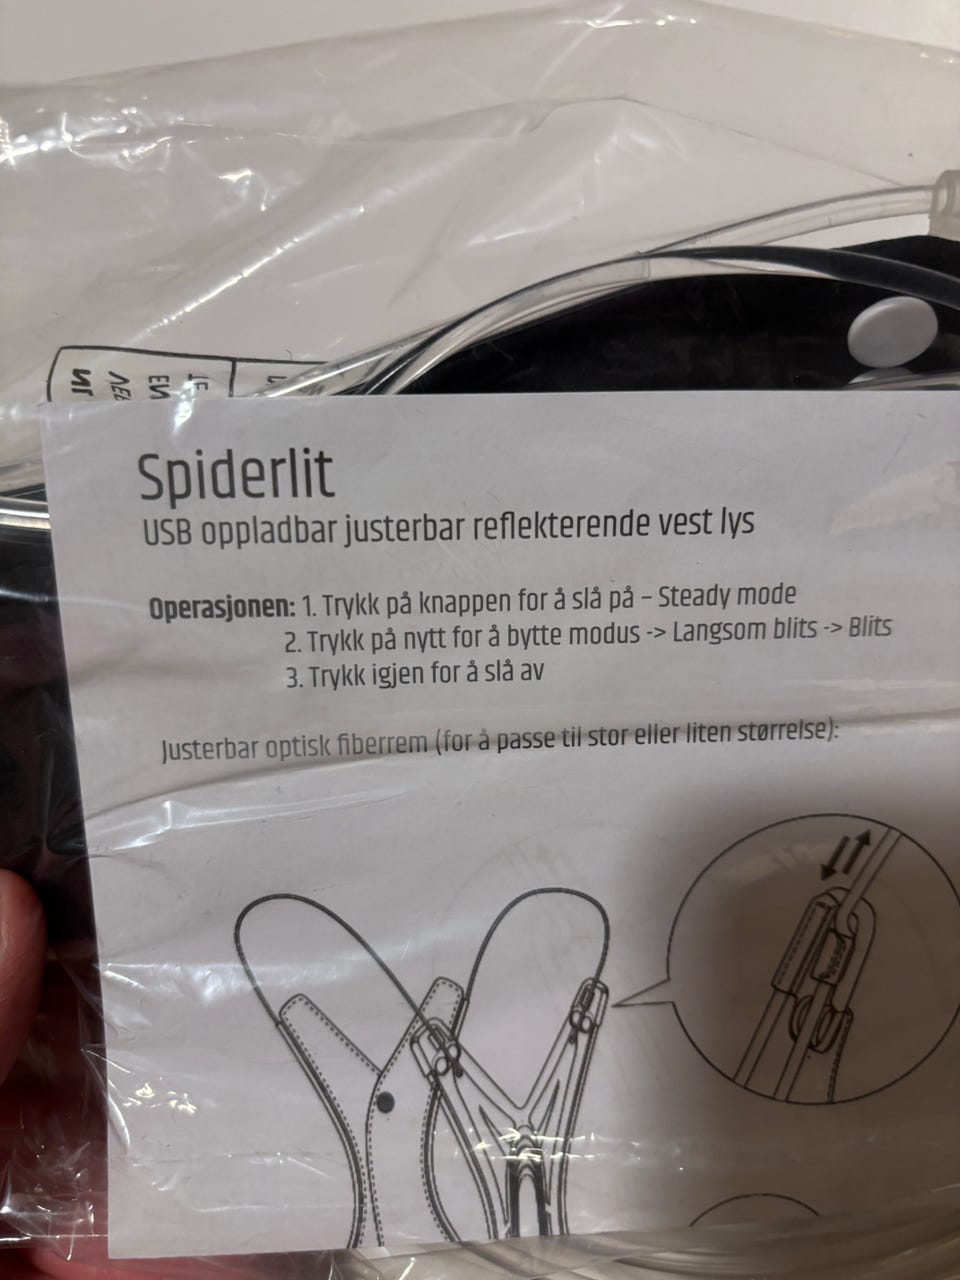 Spiderlit
USB oppladbar justerbar reflekterende vest lys
Operasjonen: 1. Trykk på knappen for å slå på – Steady mode
2. Trykk på nytt for å bytte modus -> Langsom blits -> Blits
3. Trykk igjen for å slå av
Justerbar optisk fiberrem (for å passe til stor eller liten størrelse):